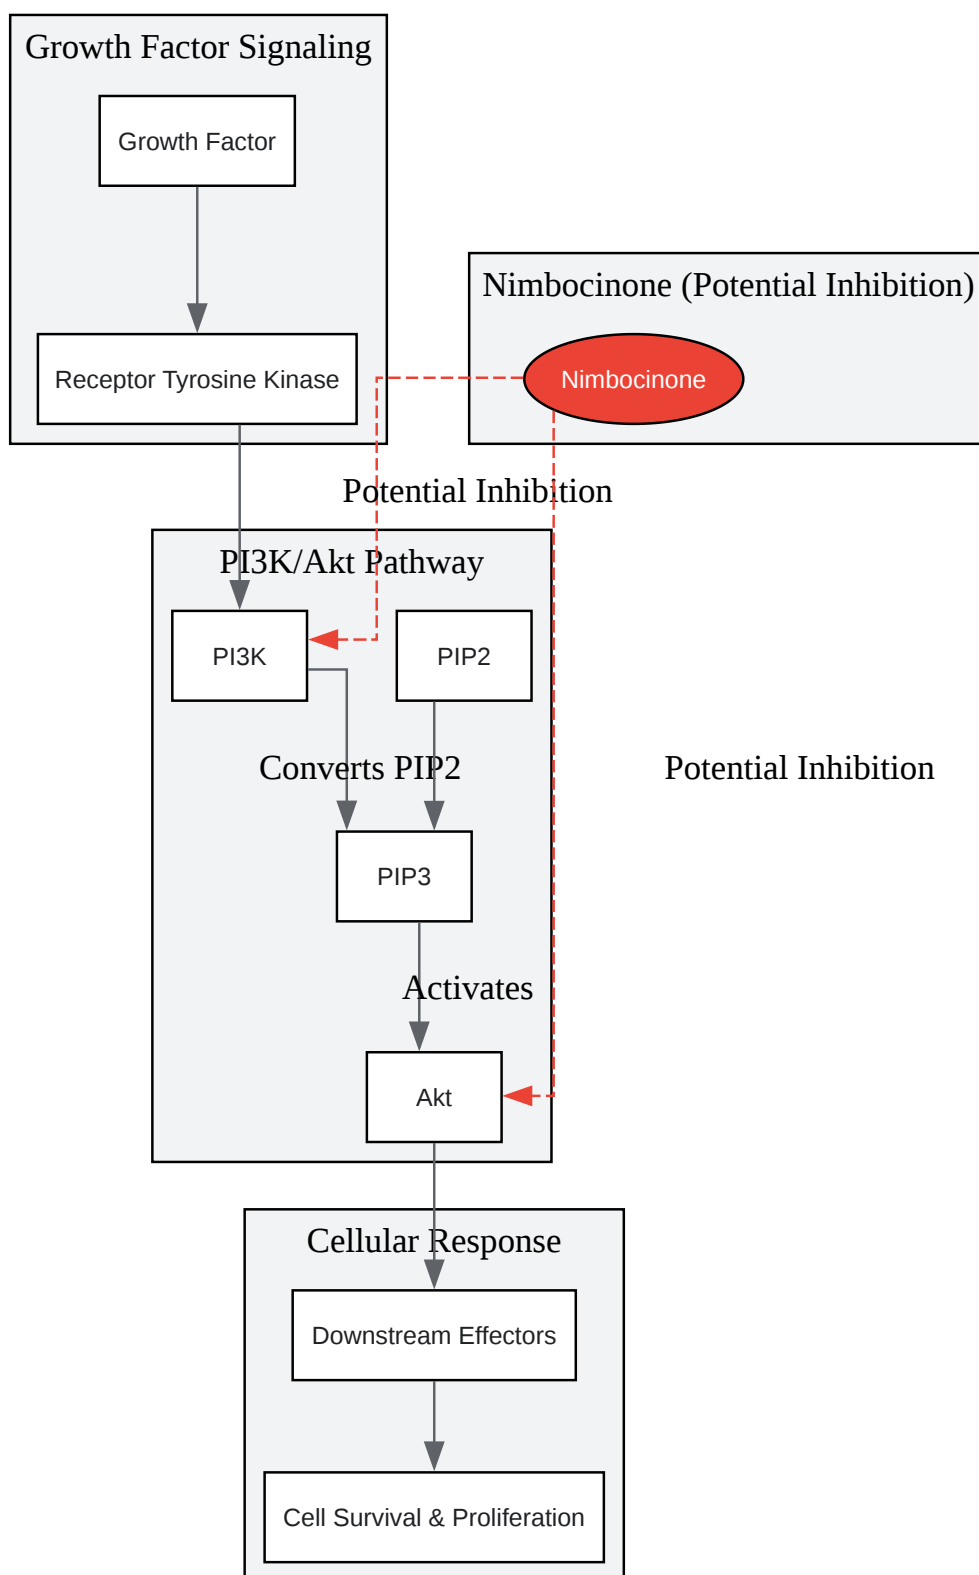 Growth Factor Signaling
Growth Factor
Receptor Tyrosine Kinase
Nimbocinone (Potential Inhibition)
Nimbocinone
Potential Inhibition
PI3K/Akt Pathway
PI3K
PIP2
Converts PIP2
Potential Inhibition
PIP3
Activates
Akt
Cellular Response
Downstream Effectors
Cell Survival & Proliferation